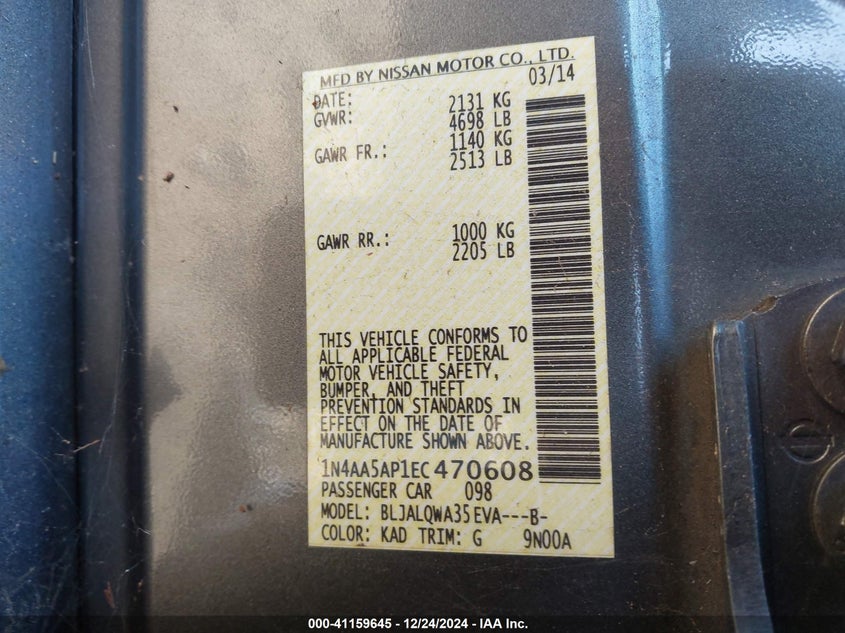 MFD BY NISSAN MOTOR CO., LTD.
DATE: 03/14
GVWR: 2131 KG
4698 LB
GAWR FR.: 1140 KG
2513 LB
GAWR RR.: 1000 KG
2205 LB
THIS VEHICLE CONFORMS TO
ALL APPLICABLE FEDERAL
MOTOR VEHICLE SAFETY,
BUMPER, AND THEFT
PREVENTION STANDARDS IN
EFFECT ON THE DATE OF
MANUFACTURE SHOWN ABOVE.
1N4AA5AP1EC470608
PASSENGER CAR 098
MODEL: BLJALQWA35EVA---B-
COLOR: KAD TRIM: G 9N00A
000-41159645 - 12/24/2024 - IAA Inc.